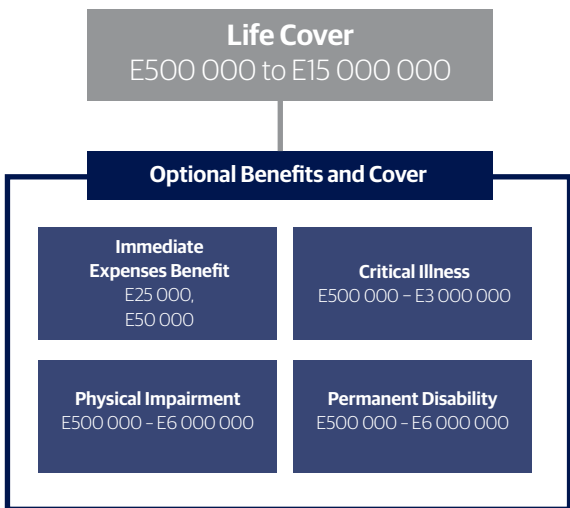 Life Cover
E500 000 to E15 000 000
Optional Benefits and Cover
Immediate
Expenses Benefit
E25 000,
E50 000
Critical Illness
E500 000 – E3 000 000
Physical Impairment
E500 000 - E6 000 000
Permanent Disability
E500 000 – E6 000 000